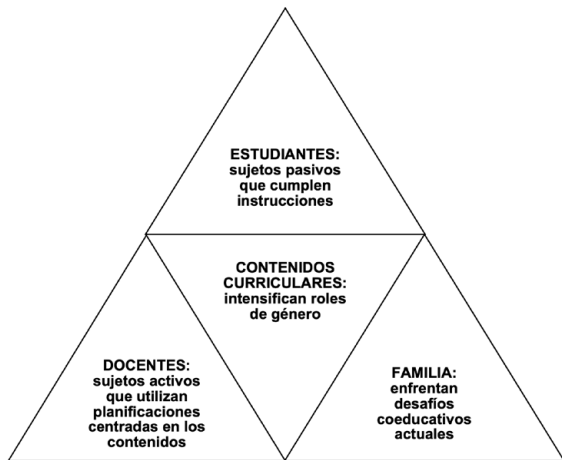 ESTUDIANTES:
sujetos pasivos
que cumplen
instrucciones
CONTENIDOS
CURRICULARES:
intensifican roles
de género
DOCENTES:
sujetos activos
que utilizan
planificaciones
centradas en los
contenidos
FAMILIA:
enfrentan
desafíos
coeducativos
actuales